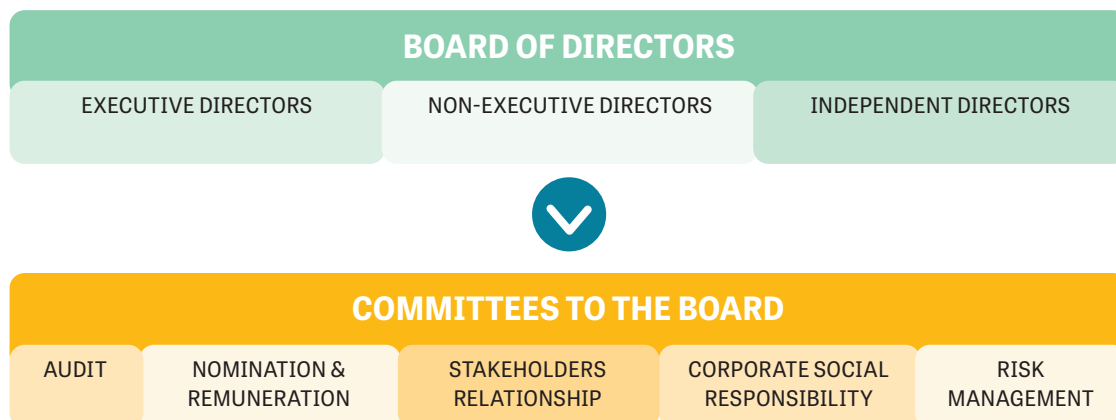 BOARD OF DIRECTORS
EXECUTIVE DIRECTORS
NON-EXECUTIVE DIRECTORS
INDEPENDENT DIRECTORS
COMMITTEES TO THE BOARD
AUDIT
NOMINATION &
REMUNERATION
STAKEHOLDERS
RELATIONSHIP
CORPORATE SOCIAL
RESPONSIBILITY
RISK
MANAGEMENT